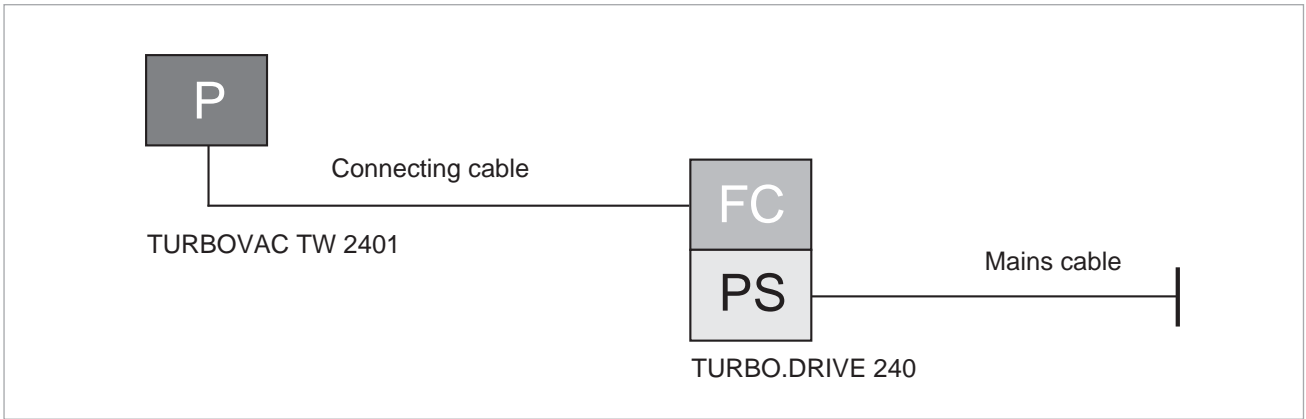 P
Connecting cable
FC
TURBOVAC TW 2401
Mains cable
PS
TURBO.DRIVE 240